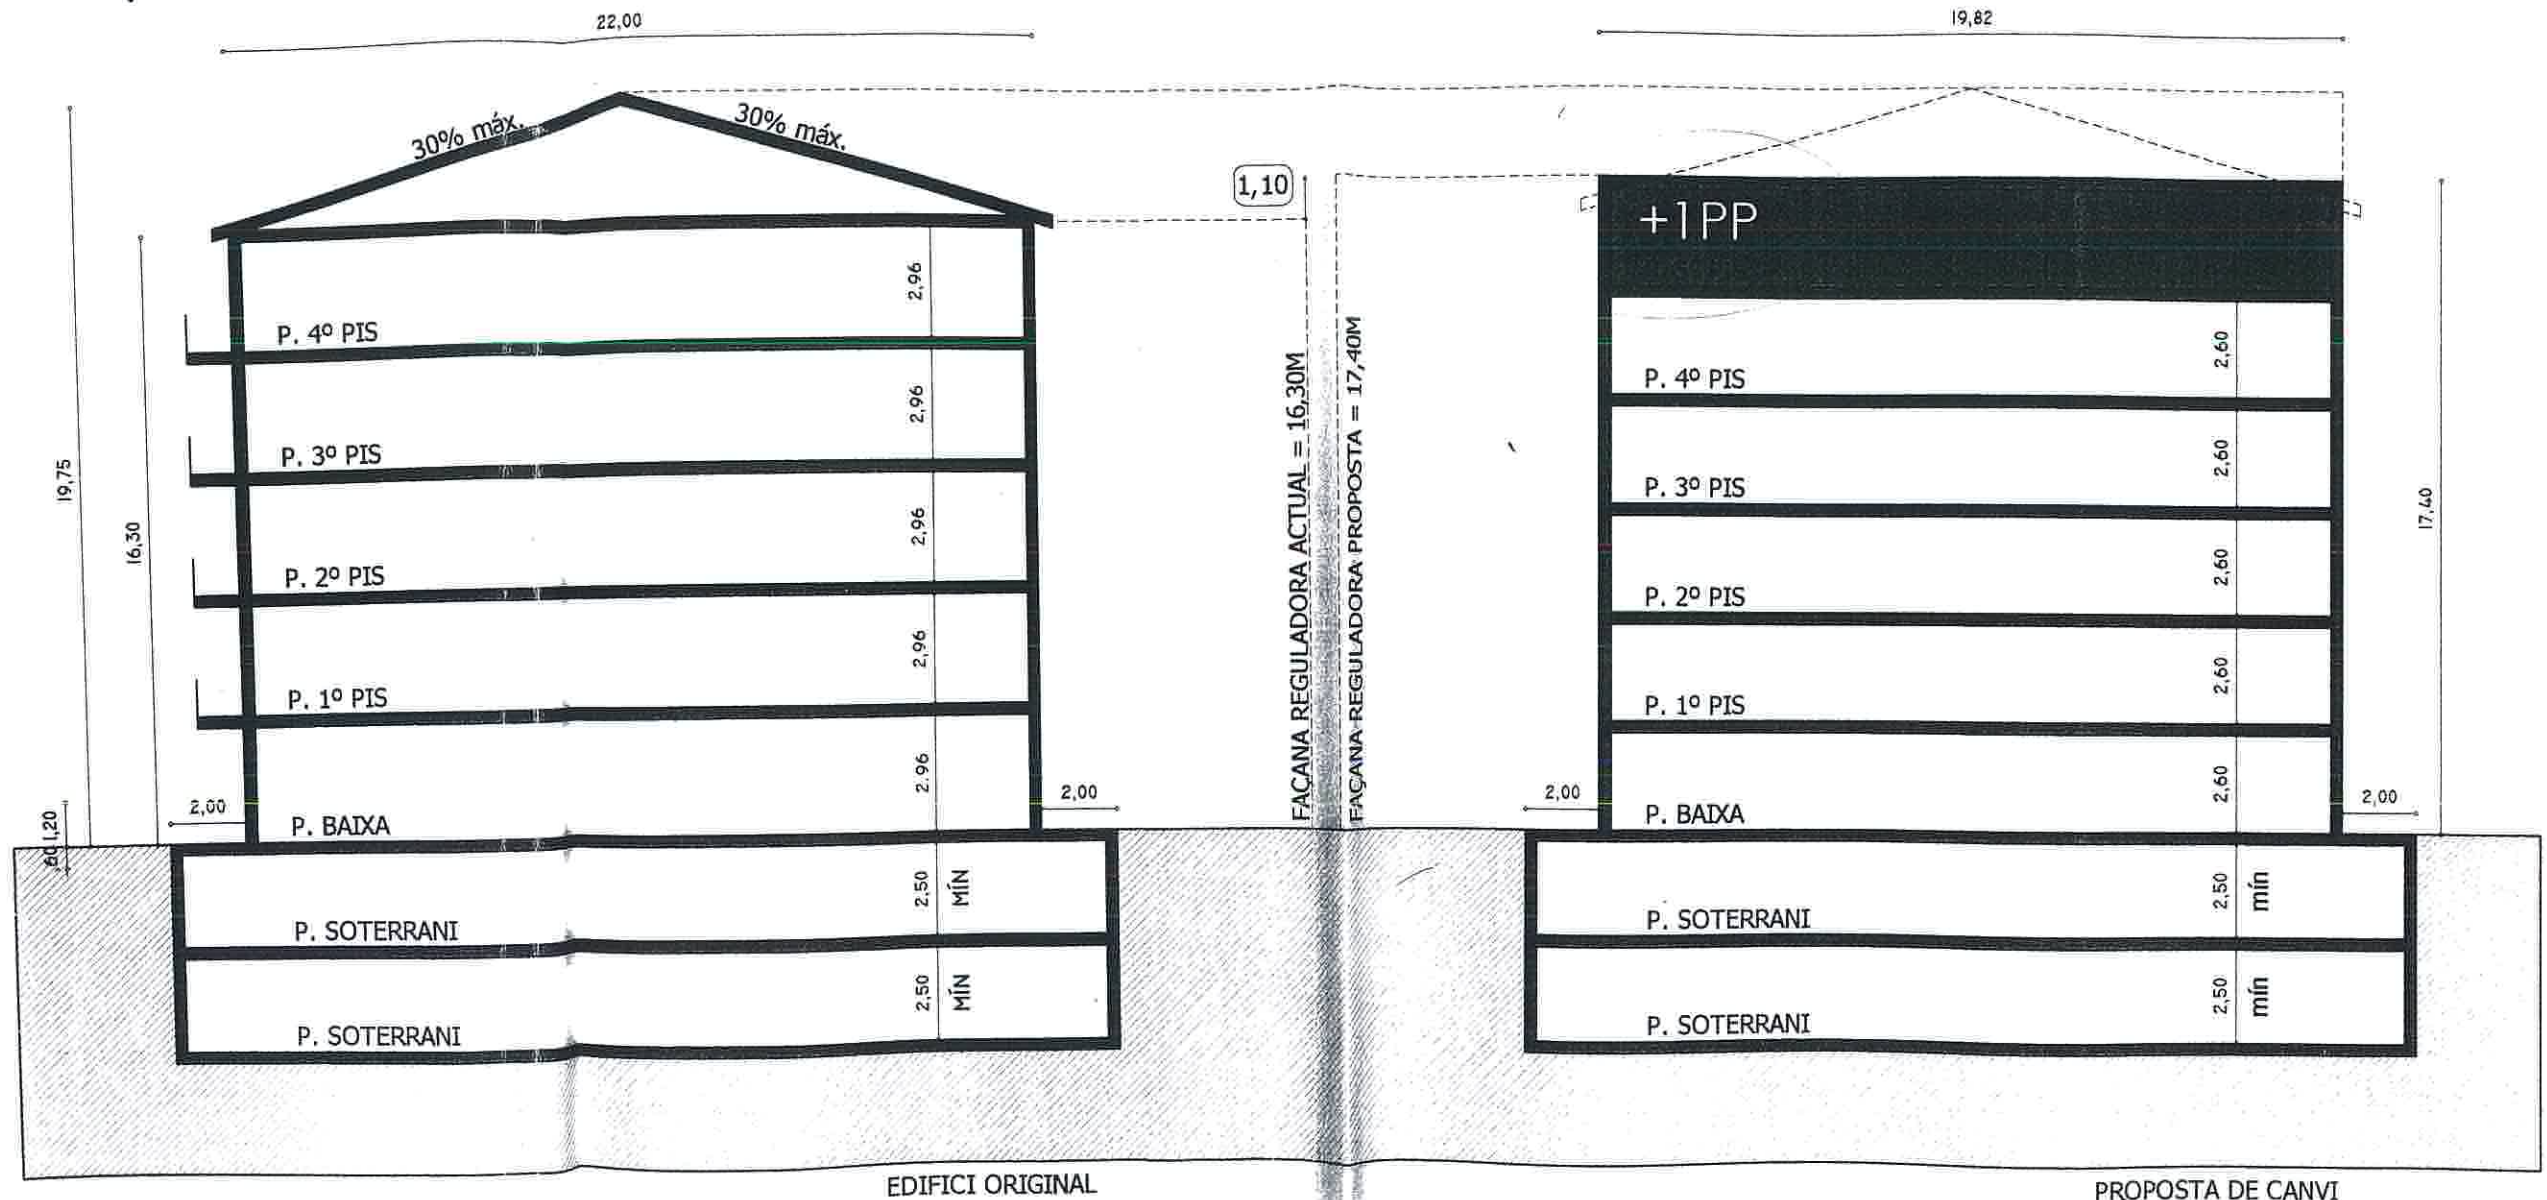 22,00
19,82
30% máx.
30% máx.
1,10
+1PP
2,96
P. 4º PIS
2,96
P. 3º PIS
2,96
P. 2º PIS
2,96
P. 1º PIS
2.96
P. BAIXA
19,75
16,30
1,20
,60
2,00
2,00
2,50
MÍN
P. SOTERRANI
2,50
MÍN
P. SOTERRANI
FAÇANA REGULADORA ACTUAL = 16,30M
FAÇANA REGULADORA PROPOSTA = 17,40M
2,60
P. 4º PIS
2,60
P. 3º PIS
2,60
P. 2º PIS
2,60
P. 1º PIS
2,60
P. BAIXA
17,40
2,00
2,00
2,50
mín
P. SOTERRANI
2,50
mín
P. SOTERRANI
EDIFICI ORIGINAL
PROPOSTA DE CANVI